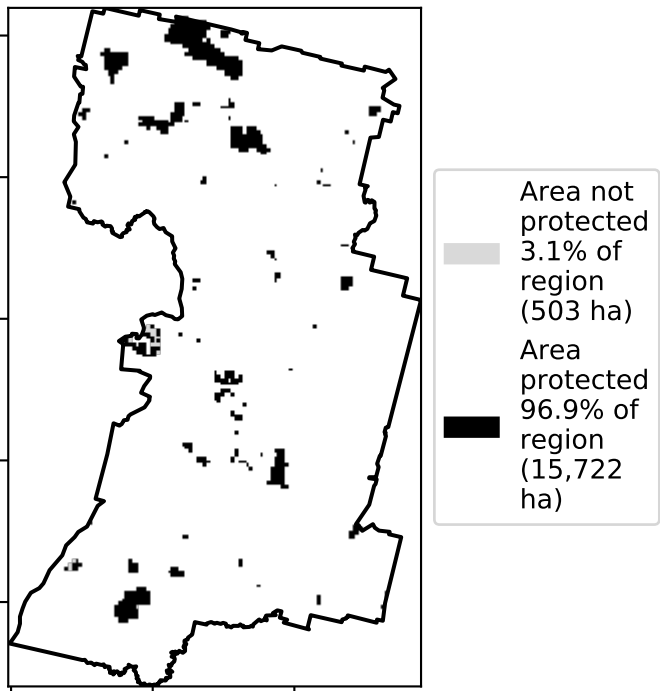 Area not
protected
3.1% of
region
(503 ha)
Area
protected
96.9% of
region
(15,722
ha)